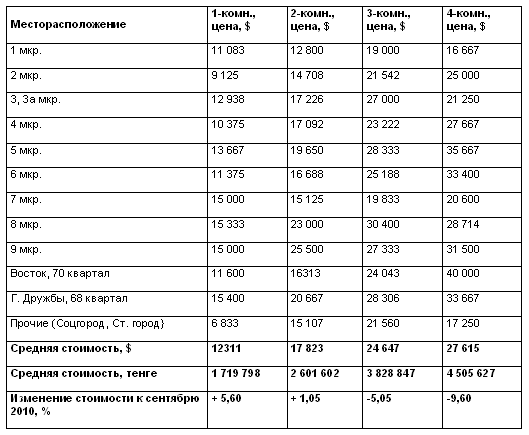 Месторасположение 1-комн., цена, $ 2-комн., цена, $ 3-комн., цена, $ 4-комн., цена, $
1 мкр. 11 083 12 800 19 000 16 667
2 мкр. 9 125 14 708 21 542 25 000
3, 3а мкр. 12 938 17 226 27 000 21 250
4 мкр. 10 375 17 092 23 222 27 667
5 мкр. 13 667 19 650 28 333 35 667
6 мкр. 11 375 16 688 25 188 33 400
7 мкр. 15 000 15 125 19 833 20 600
8 мкр. 15 333 23 000 30 400 28 714
9 мкр. 15 000 25 500 27 333 31 500
Восток, 70 квартал 11 600 16313 24 043 40 000
Г. Дружбы, 68 квартал 15 400 20 667 28 306 33 667
Прочие (Соцгород, Ст. город} 6 833 15 107 21 560 17 250
Средняя стоимость, $ 12311 17 823 24 647 27 615
Средняя стоимость, тенге 1 719 798 2 601 602 3 828 847 4 505 627
Изменение стоимости к сентябрю 2010, % + 5,60 + 1,05 -5,05 -9,60